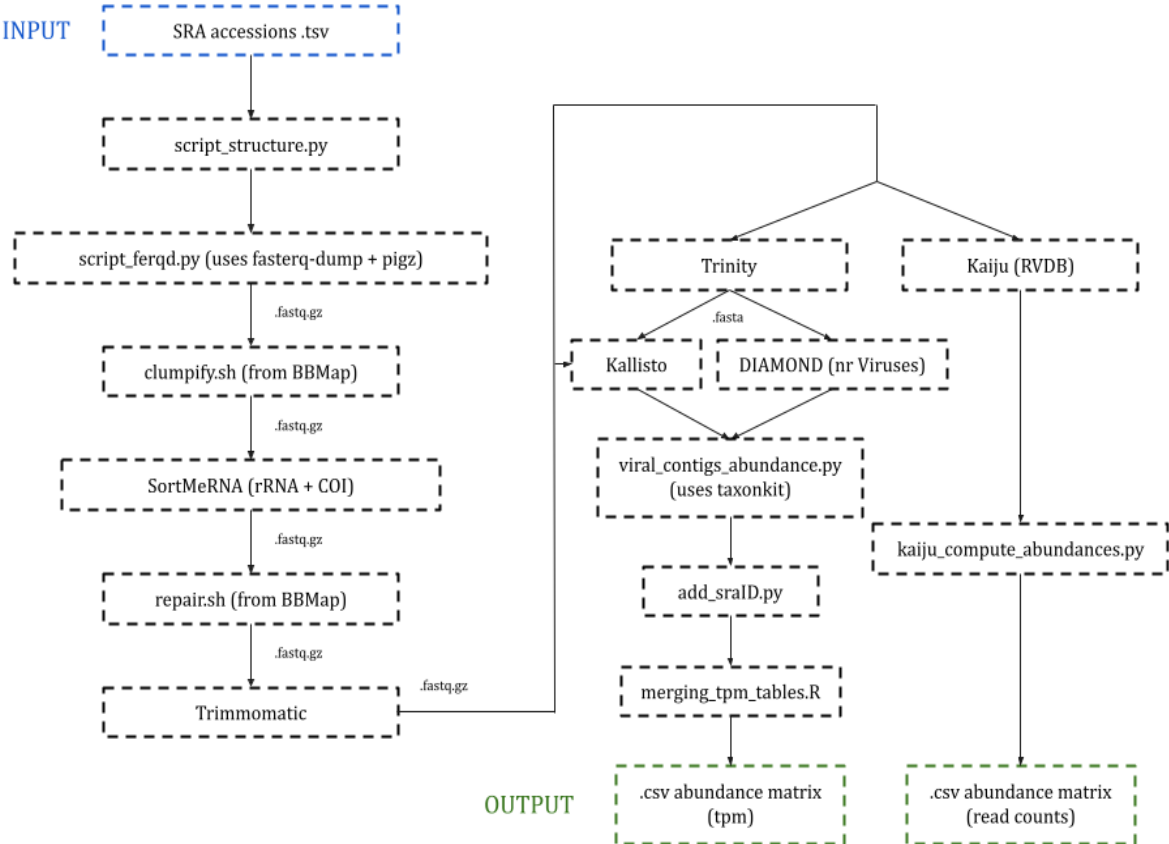 INPUT
SRA accessions .tsv
script_structure.py
script_ferqd.py (uses fasterq-dump + pigz)
.fastq.gz
clumpify.sh (from BBMap)
.fastq.gz
SortMeRNA (rRNA + COI)
.fastq.gz
repair.sh (from BBMap)
.fastq.gz
Trimmomatic
.fastq.gz
Trinity
Kaiju (RVDB)
.fasta
Kallisto
DIAMOND (nr Viruses)
viral_contigs_abundance.py
(uses taxonkit)
kaiju_compute_abundances.py
add_sraID.py
merging_tpm_tables.R
OUTPUT
.csv abundance matrix
(tpm)
.csv abundance matrix
(read counts)